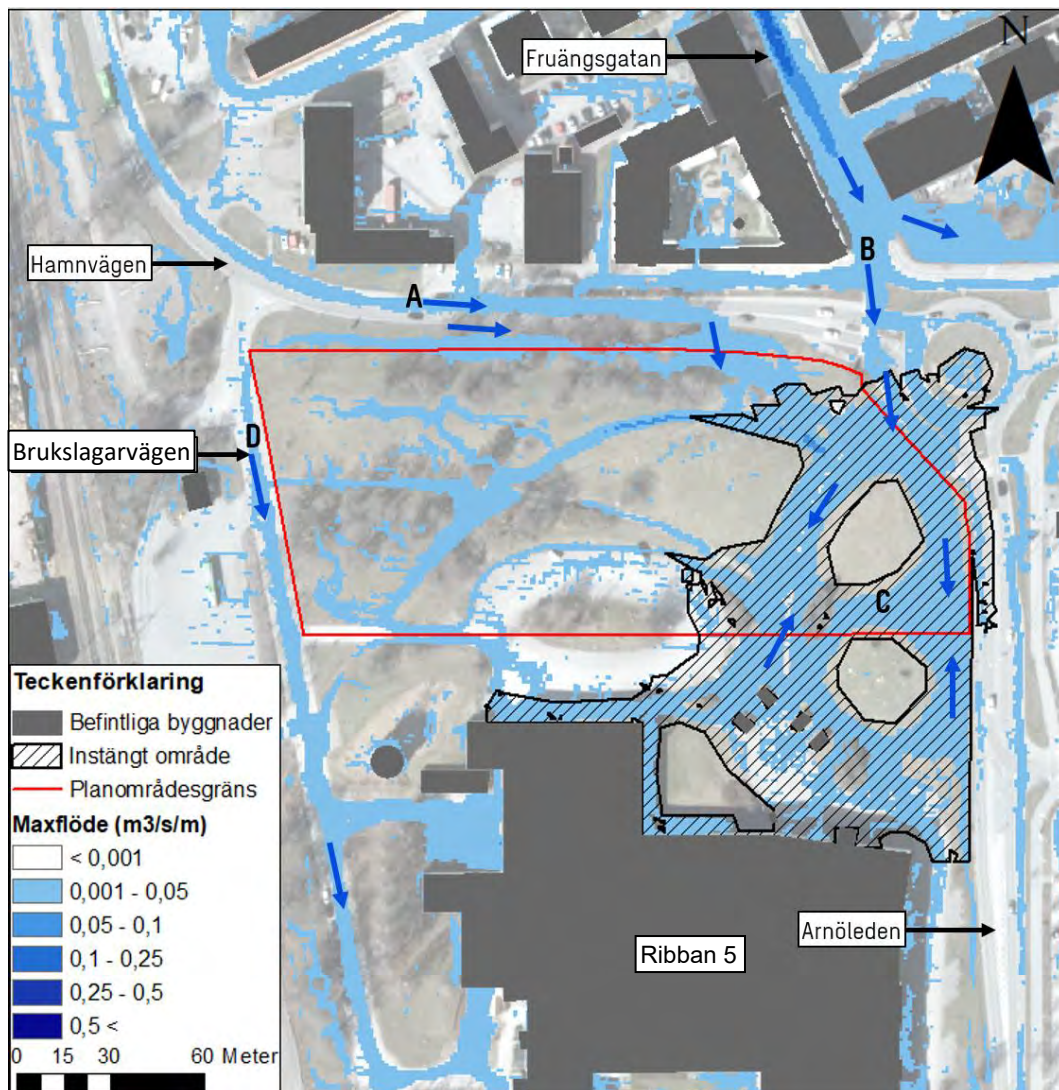 Fruängsgatan
N
Hamnvägen
A
B
Brukslagarvägen
D
C
Teckenförklaring
Befintliga byggnader
Instängt område
Planområdesgräns
Maxflöde (m3/s/m)
< 0,001
0,001 - 0,05
0,05 - 0,1
0,1 - 0,25
0,25 - 0,5
0,5 <
0 15 30 60 Meter
Arnöleden
Ribban 5